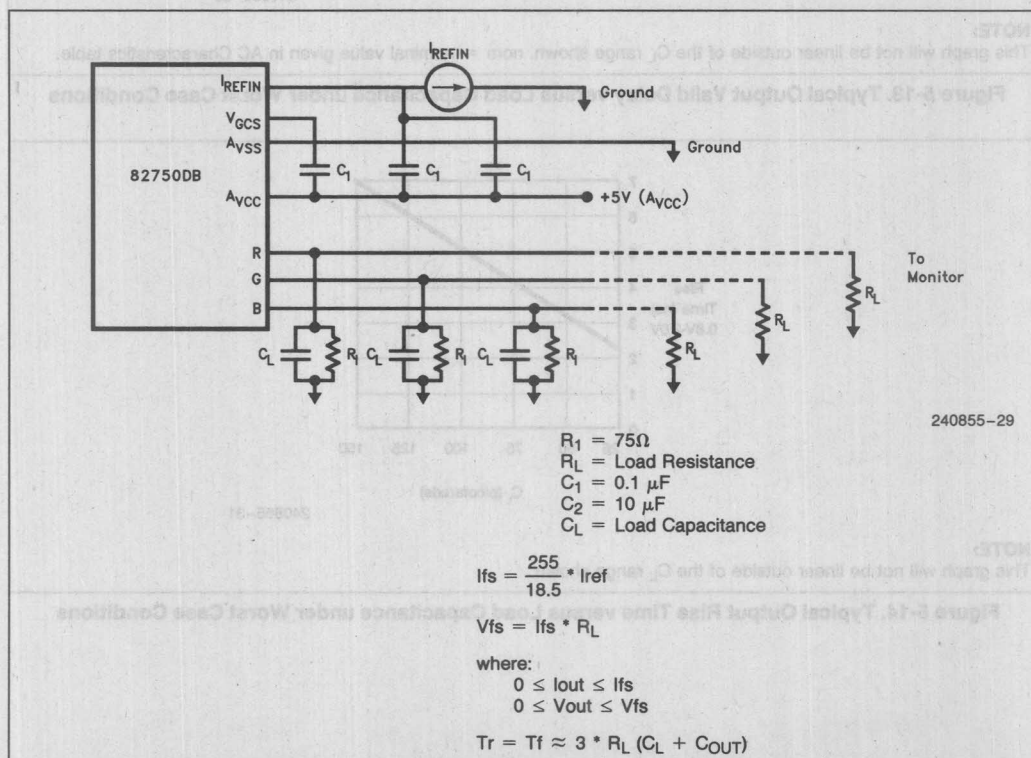 NOTE:
This graph will not be linear outside of the CL range shown, nom = nominal value given in AC Characteristics table.
Figure 5-13. Typical Output Valid Delay versus Load Capacitance under Worst Case Conditions
IREFIN
IREFIN
Ground
VGCS
AVSS
Ground
82750DB
C1
C1
C1
AVCC
+5V (AVCC)
R
G
B
To
Monitor
RL
RL
RL
CL
R1
CL
R1
CL
R1
240855-29
R1 = 75Ω
RL = Load Resistance
C1 = 0.1 μF
C2 = 10 μF
CL = Load Capacitance
240855-31
NOTE:
This graph will not be linear outside of the CL range shown.
Ifs = 255/18.5 * Iref
Figure 5-14. Typical Output Rise Time versus Load Capacitance under Worst Case Conditions
Vfs = Ifs * RL
where:
0 ≤ Iout ≤ Ifs
0 ≤ Vout ≤ Vfs
Tr = Tf ≈ 3 * RL (CL + COUT)